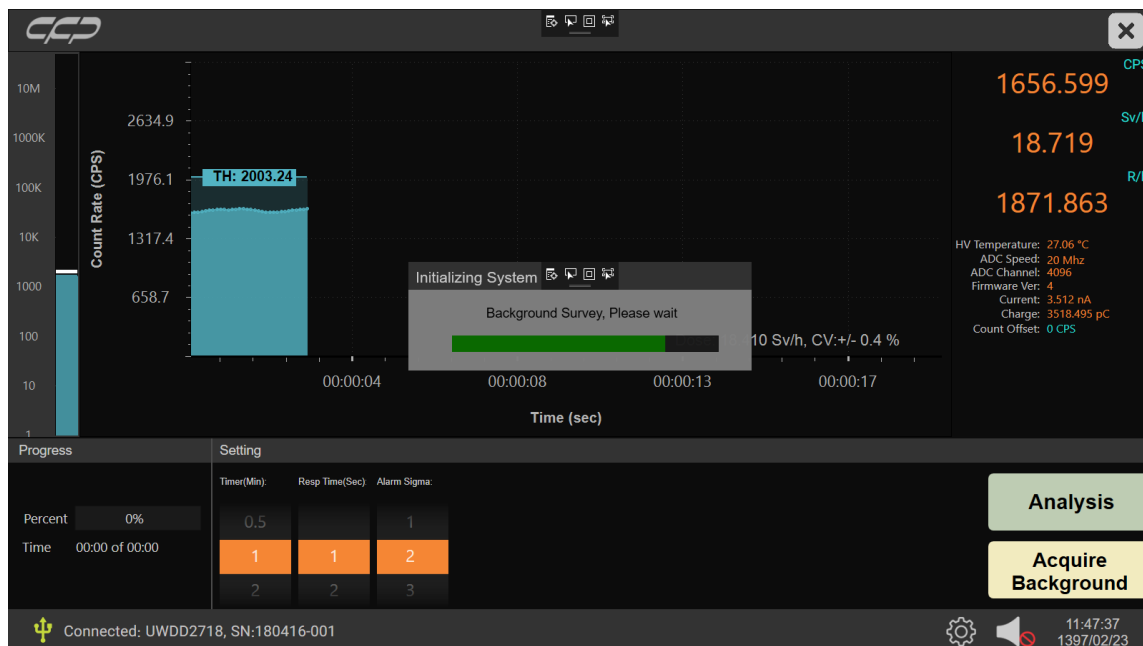 CPS
1656.599
Sv/
18.719
R/
1871.863
10M
1000K
100K
10K
1000
100
10
1
Count Rate (CPS)
2634.9
1976.1
1317.4
658.7
TH: 2003.24
Initializing System
Background Survey, Please wait
10 Sv/h, CV:+/- 0.4 %
00:00:04
00:00:08
00:00:13
00:00:17
Time (sec)
HV Temperature: 27.06 °C
ADC Speed: 20 Mhz
ADC Channel: 4096
Firmware Ver: 4
Current: 3.512 nA
Charge: 3518.495 pC
Count Offset: 0 CPS
Progress
Percent 0%
Time 00:00 of 00:00
Setting
Timer(Min): Resp Time(Sec): Alarm Sigma:
0.5 1
1 1 2
2 2 3
Analysis
Acquire
Background
Connected: UWDD2718, SN:180416-001
11:47:37
1397/02/23